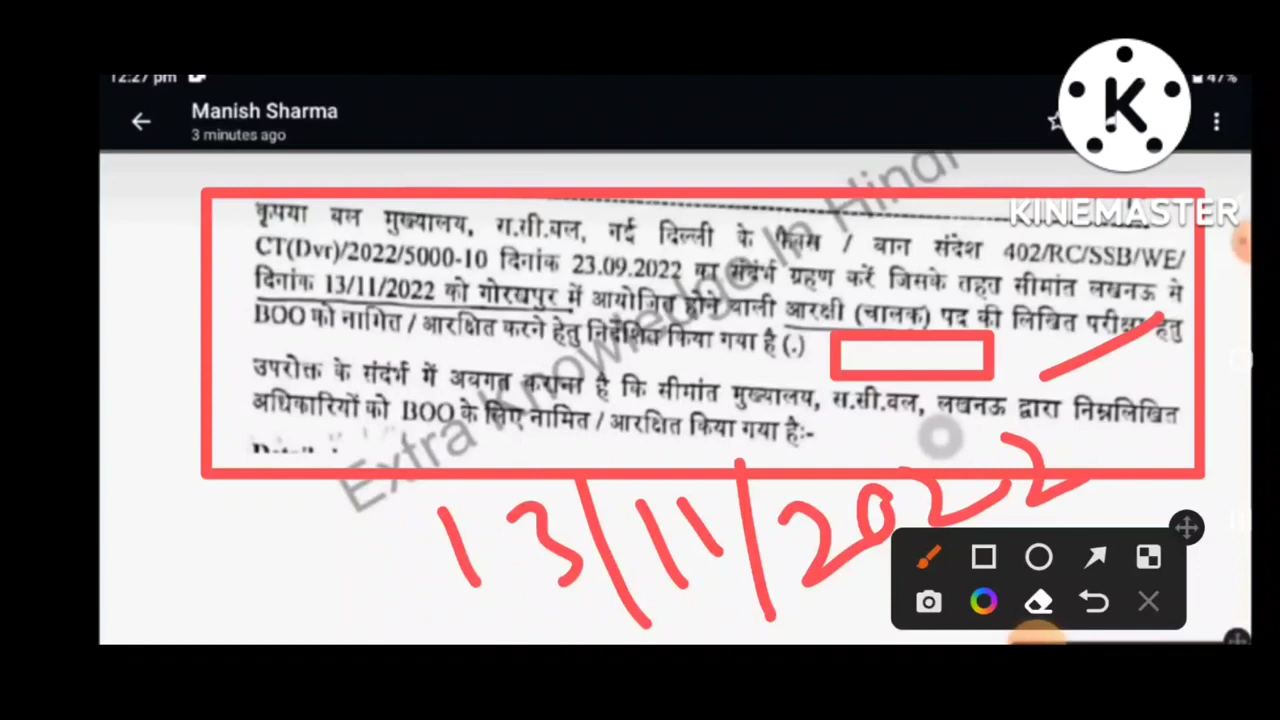 12:27 pm
47%
Manish Sharma
3 minutes ago
KINEMASTER
कृपया बल मुख्यालय, स.सी.बल, नई दिल्ली के फैक्स / वान संदेश 402/RC/SSB/WE/
CT(Dvr)/2022/5000-10 दिनांक 23.09.2022 का संदर्भ ग्रहण करें जिसके तहत सीमांत लखनऊ से
दिनांक 13/11/2022 को गोरखपुर में आयोजित होने वाली आरक्षी (चालक) पद की लिखित परीक्षा हेतु
BOO को नामित / आरक्षित करने हेतु निर्देशित किया गया है (.)
उपरोक्त के संदर्भ में अवगत कराना है कि सीमांत मुख्यालय, स.सी.बल, लखनऊ द्वारा निम्नलिखित
अधिकारियों को BOO के लिए नामित / आरक्षित किया गया है:-
Extra Knowledge In Hindi
13/11/2022